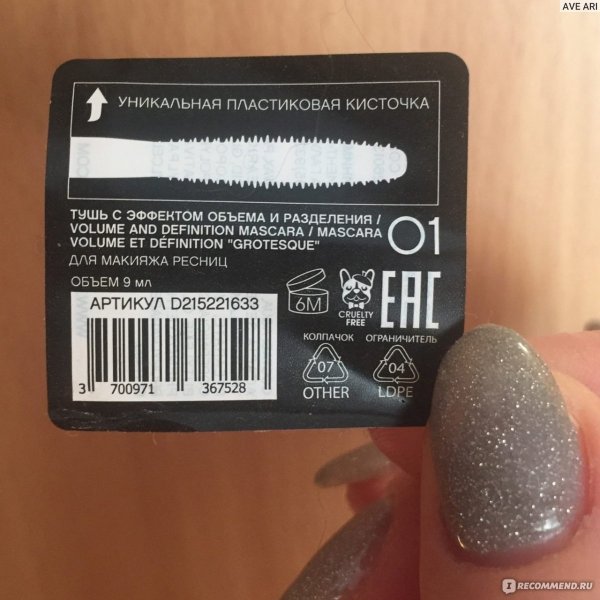 AVE ARI
УНИКАЛЬНАЯ ПЛАСТИКОВАЯ КИСТОЧКА
ТУШЬ С ЭФФЕКТОМ ОБЪЕМА И РАЗДЕЛЕНИЯ /
VOLUME AND DEFINITION MASCARA / MASCARA
VOLUME ET DÉFINITION "GROTESQUE"
01
ДЛЯ МАКИЯЖА РЕСНИЦ
ОБЪЕМ 9 МЛ
АРТИКУЛ D215221633
3 700971 367528
6M
CRUELTY
FREE
EAC
КОЛПАЧОК ОГРАНИЧИТЕЛЬ
07 04
OTHER LDPE
I RECOMMEND.RU